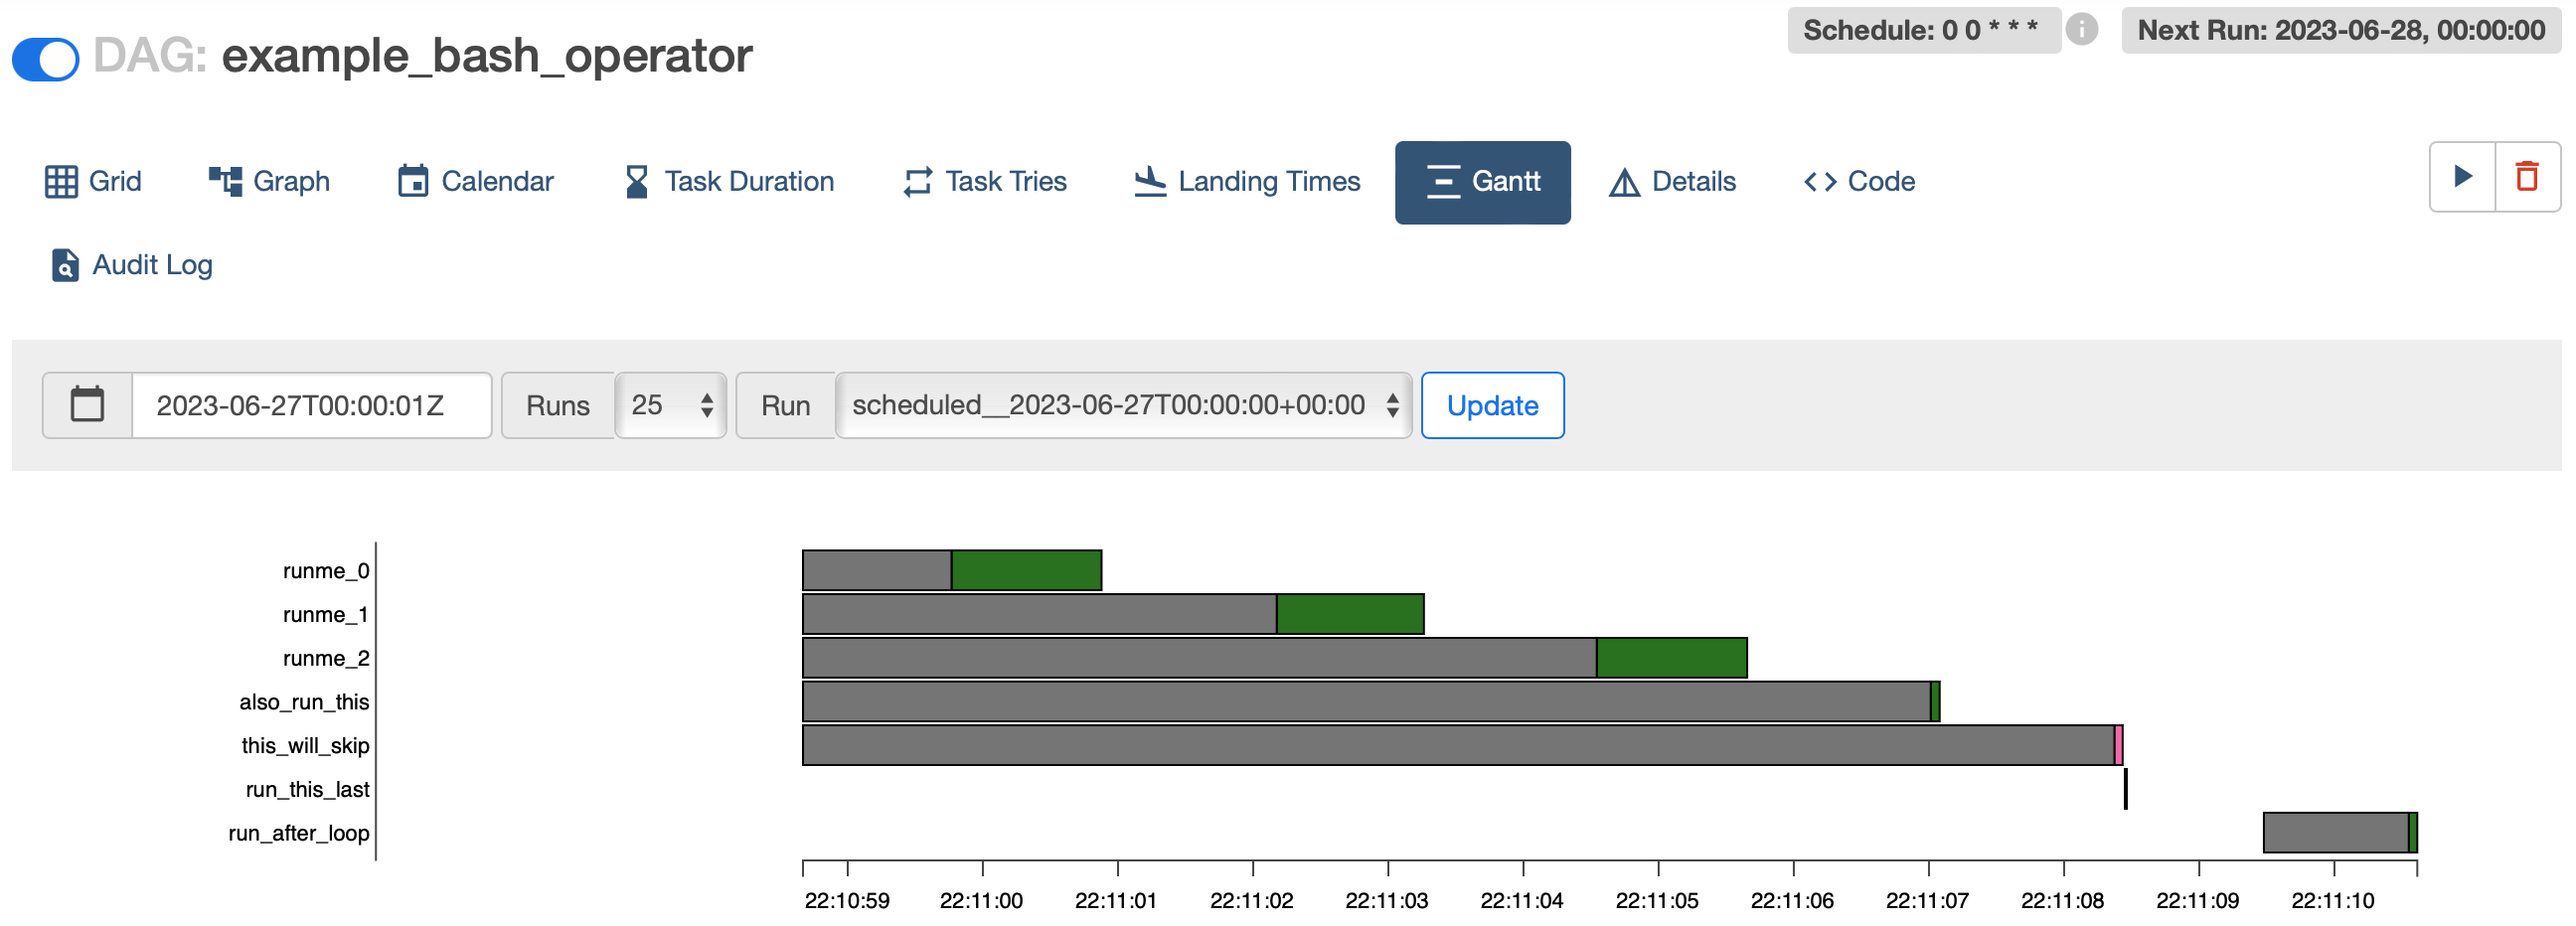 DAG: example_bash_operator
Schedule: 0 0 * * *
Next Run: 2023-06-28, 00:00:00
Grid
Graph
Calendar
Task Duration
Task Tries
Landing Times
Gantt
Details
Code
Audit Log
2023-06-27T00:00:01Z
Runs
25
Run
scheduled__2023-06-27T00:00:00+00:00
Update
runme_0
runme_1
runme_2
also_run_this
this_will_skip
run_this_last
run_after_loop
22:10:59 22:11:00 22:11:01 22:11:02 22:11:03 22:11:04 22:11:05 22:11:06 22:11:07 22:11:08 22:11:09 22:11:10